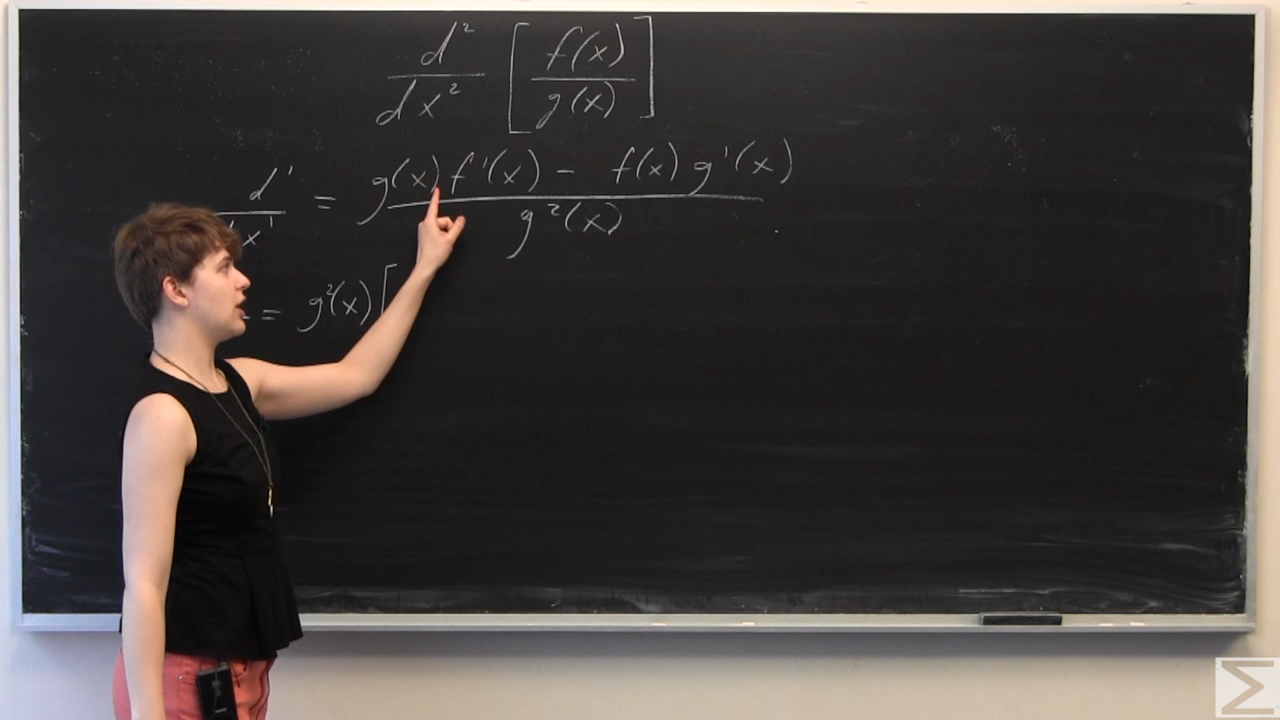 d² / dx² [ f(x) / g(x) ]
d' / x' = g(x) f'(x) − f(x) g'(x) / g²(x)
= g²(x) [
Σ